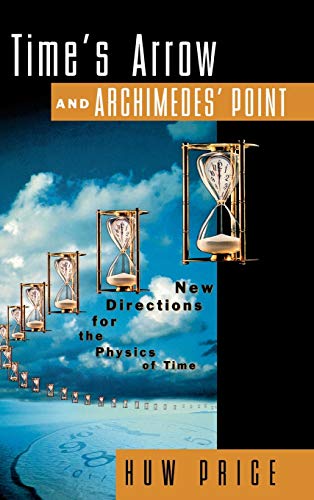 Time's Arrow
AND ARCHIMEDES' POINT
New
Directions
for
the
Physics
of Time
HUW PRICE